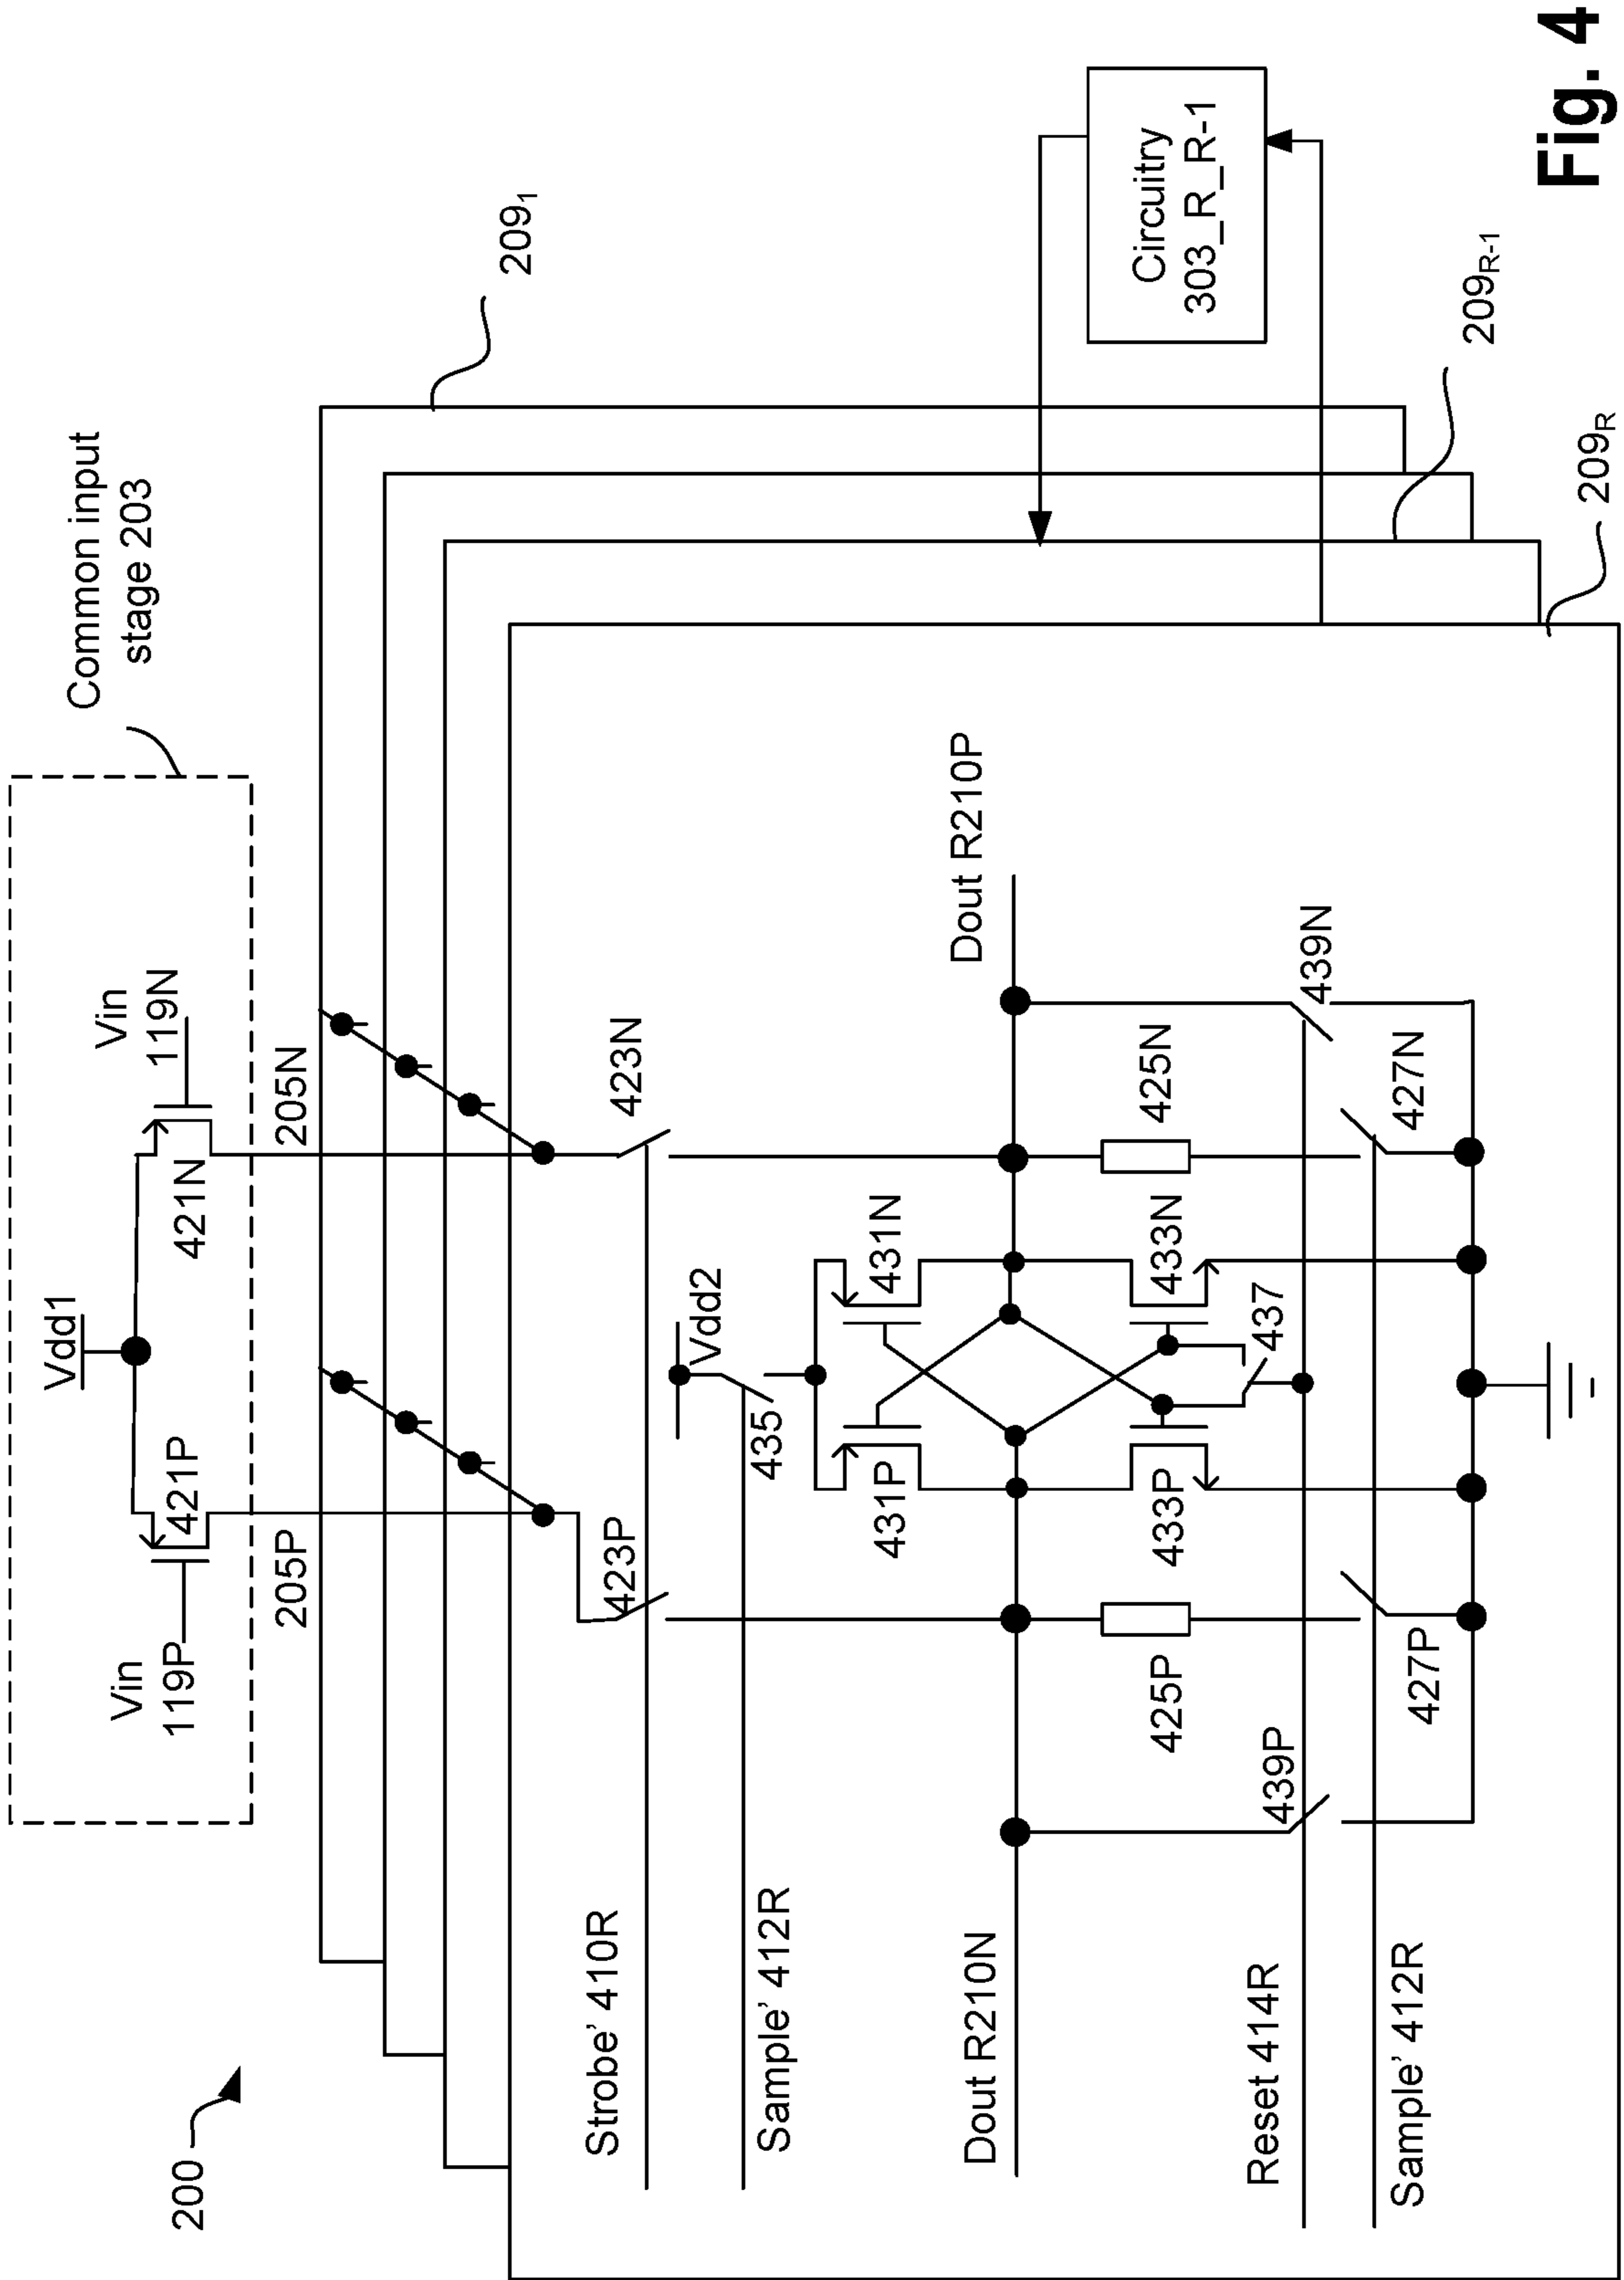 200
Common input
stage 203
Vdd1
Vin
119P
421P
421N
Vin
119N
205P
205N
209₁
Strobe' 410R
423P
423N
Sample' 412R
Vdd2
435
431P
431N
Dout R210N
Dout R210P
425P
433P
433N
425N
437
Reset 414R
439P
439N
Sample' 412R
427P
427N
Circuitry
303_R_R-1
209R-1
209R
Fig. 4